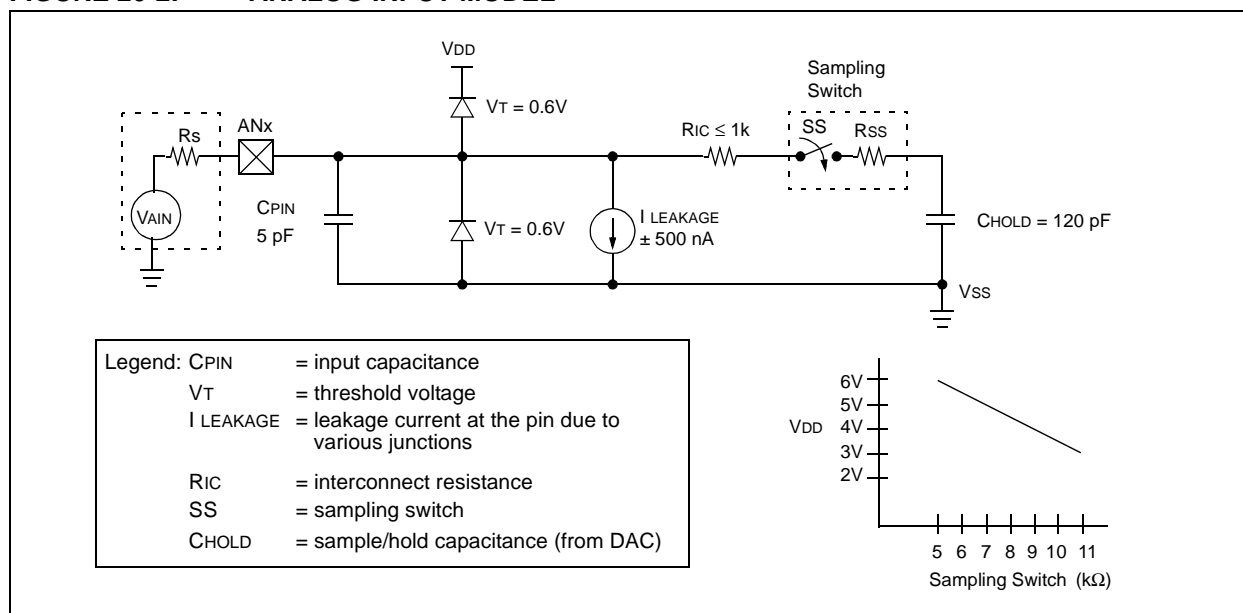 VDD
Sampling
Switch
VT = 0.6V
RS
ANx
RIC ≤ 1k
SS
RSS
VAIN
CPIN
5 pF
VT = 0.6V
I LEAKAGE
± 500 nA
CHOLD = 120 pF
VSS
Legend: CPIN = input capacitance
VT = threshold voltage
I LEAKAGE = leakage current at the pin due to
various junctions
RIC = interconnect resistance
SS = sampling switch
CHOLD = sample/hold capacitance (from DAC)
6V
5V
VDD
4V
3V
2V
5 6 7 8 9 10 11
Sampling Switch (kΩ)